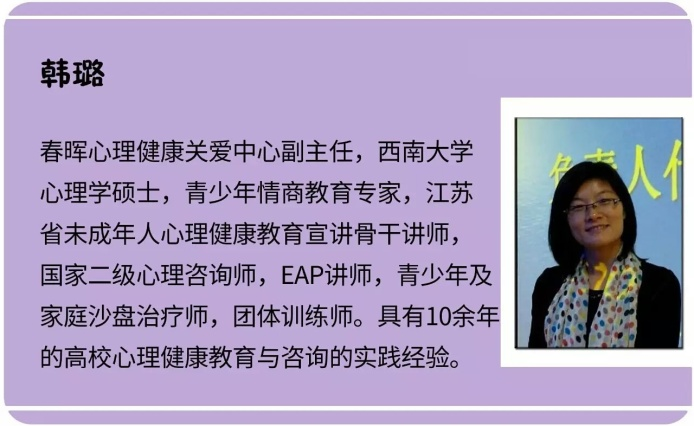 韩璐
春晖心理健康关爱中心副主任，西南大学
心理学硕士，青少年情商教育专家，江苏
省未成年人心理健康教育宣讲骨干讲师，
国家二级心理咨询师，EAP讲师，青少年及
家庭沙盘治疗师，团体训练师。具有10余年
的高校心理健康教育与咨询的实践经验。
人